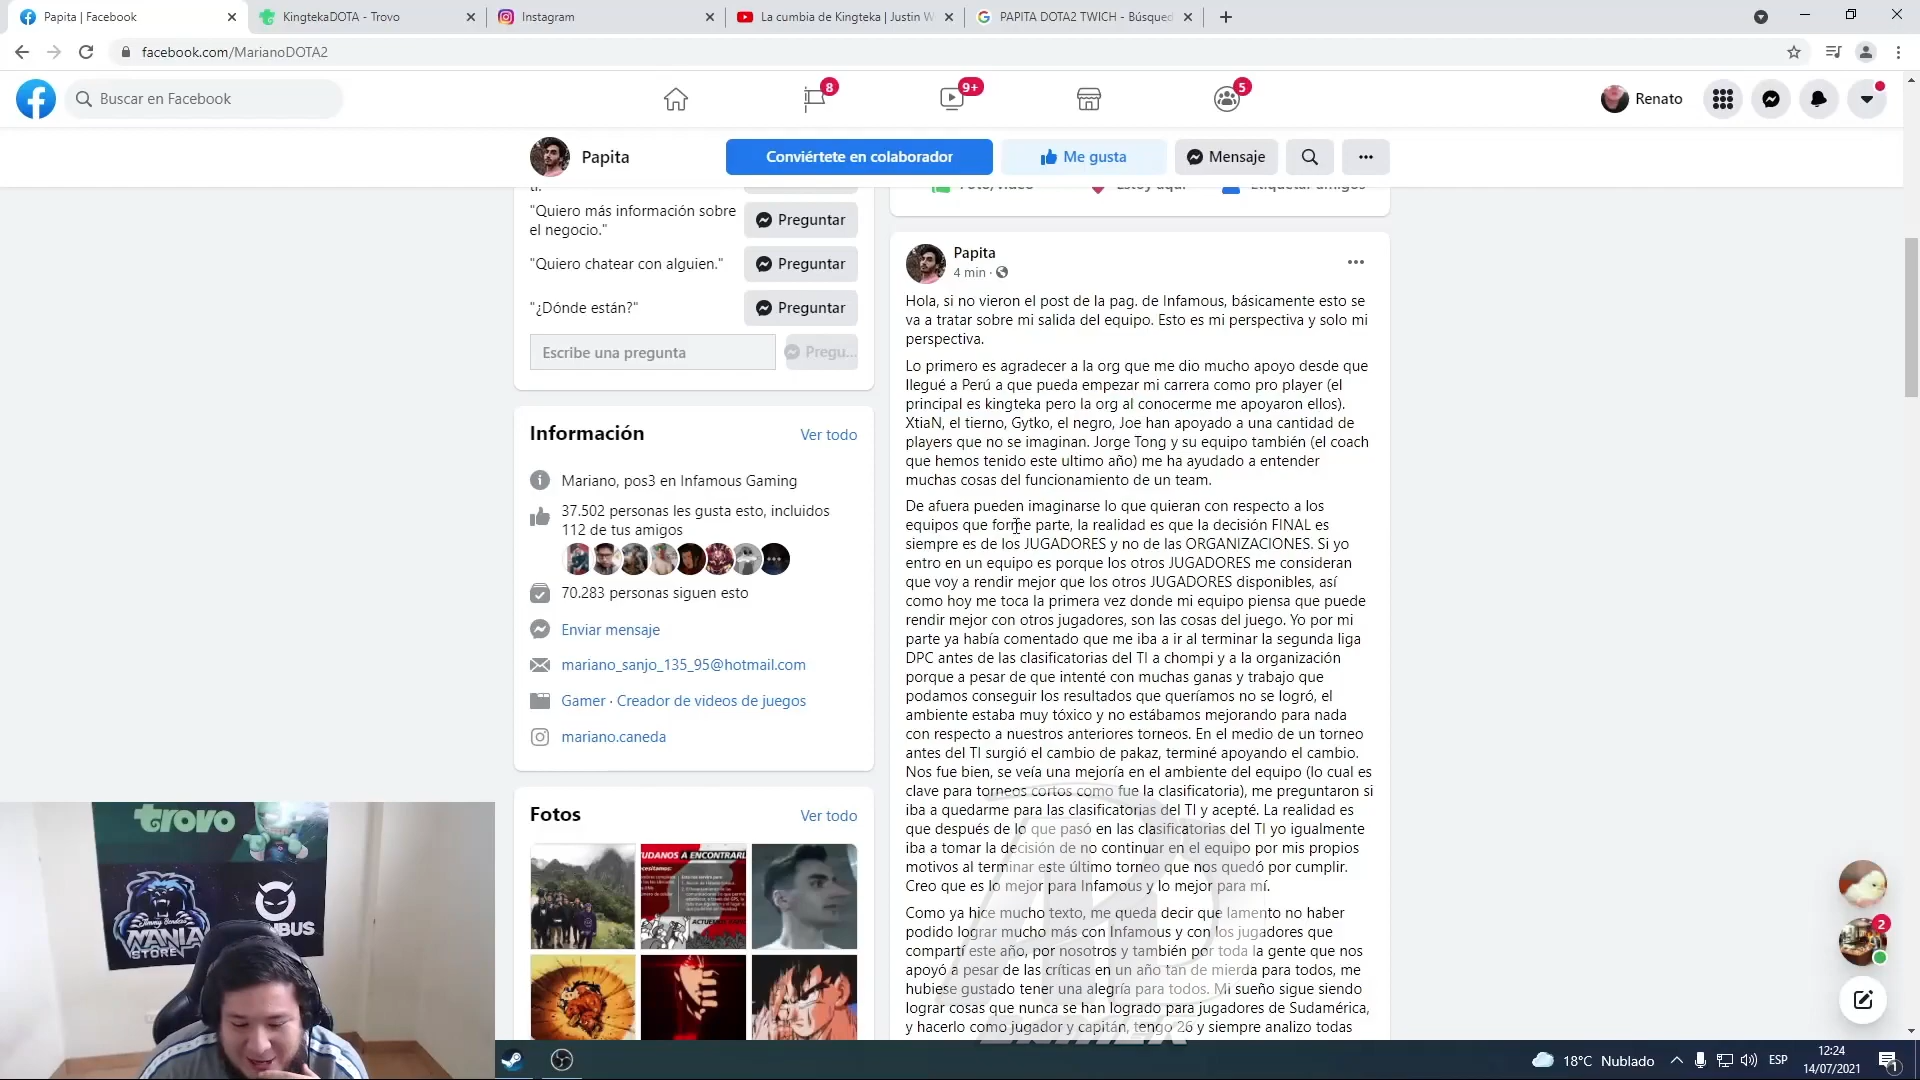 Papita | Facebook
KingtekaDOTA - Trovo
Instagram
La cumbia de Kingteka | Justin W
PAPITA DOTA2 TWICH - Búsqued
facebook.com/MarianoDOTA2
Buscar en Facebook
8
9+
5
Renato
Papita
Conviértete en colaborador
Me gusta
Mensaje
"Quiero más información sobre
el negocio."
Preguntar
"Quiero chatear con alguien."
Preguntar
"¿Dónde están?"
Preguntar
Escribe una pregunta
Pregu...
Información
Ver todo
Mariano, pos3 en Infamous Gaming
37.502 personas les gusta esto, incluidos
112 de tus amigos
70.283 personas siguen esto
Enviar mensaje
mariano_sanjo_135_95@hotmail.com
Gamer · Creador de videos de juegos
mariano.caneda
Fotos
Ver todo
Papita
4 min ·
Hola, si no vieron el post de la pag. de Infamous, básicamente esto se
va a tratar sobre mi salida del equipo. Esto es mi perspectiva y solo mi
perspectiva.
Lo primero es agradecer a la org que me dio mucho apoyo desde que
llegué a Perú a que pueda empezar mi carrera como pro player (el
principal es kingteka pero la org al conocerme me apoyaron ellos).
XtiaN, el tierno, Gytko, el negro, Joe han apoyado a una cantidad de
players que no se imaginan. Jorge Tong y su equipo también (el coach
que hemos tenido este ultimo año) me ha ayudado a entender
muchas cosas del funcionamiento de un team.
De afuera pueden imaginarse lo que quieran con respecto a los
equipos que forme parte, la realidad es que la decisión FINAL es
siempre es de los JUGADORES y no de las ORGANIZACIONES. Si yo
entro en un equipo es porque los otros JUGADORES me consideran
que voy a rendir mejor que los otros JUGADORES disponibles, así
como hoy me toca la primera vez donde mi equipo piensa que puede
rendir mejor con otros jugadores, son las cosas del juego. Yo por mi
parte ya había comentado que me iba a ir al terminar la segunda liga
DPC antes de las clasificatorias del TI a chompi y a la organización
porque a pesar de que intenté con muchas ganas y trabajo que
podamos conseguir los resultados que queríamos no se logró, el
ambiente estaba muy tóxico y no estábamos mejorando para nada
con respecto a nuestros anteriores torneos. En el medio de un torneo
antes del TI surgió el cambio de pakaz, terminé apoyando el cambio.
Nos fue bien, se veía una mejoría en el ambiente del equipo (lo cual es
clave para torneos cortos como fue la clasificatoria), me preguntaron si
iba a quedarme para las clasificatorias del TI y acepté. La realidad es
que después de lo que pasó en las clasificatorias del TI yo igualmente
iba a tomar la decisión de no continuar en el equipo por mis propios
motivos al terminar este último torneo que nos quedó por cumplir.
Creo que es lo mejor para Infamous y lo mejor para mí.
Como ya hice mucho texto, me queda decir que lamento no haber
podido lograr mucho más con Infamous y con los jugadores que
compartí este año, por nosotros y también por toda la gente que nos
apoyó a pesar de las críticas en un año tan de mierda para todos, me
hubiese gustado tener una alegría para todos. Mi sueño sigue siendo
lograr cosas que nunca se han logrado para jugadores de Sudamérica,
y hacerlo como jugador y capitán, tengo 26 y siempre analizo todas
trovo
WANIA
STORE
2
18°C Nublado
ESP
12:24
14/07/2021
1